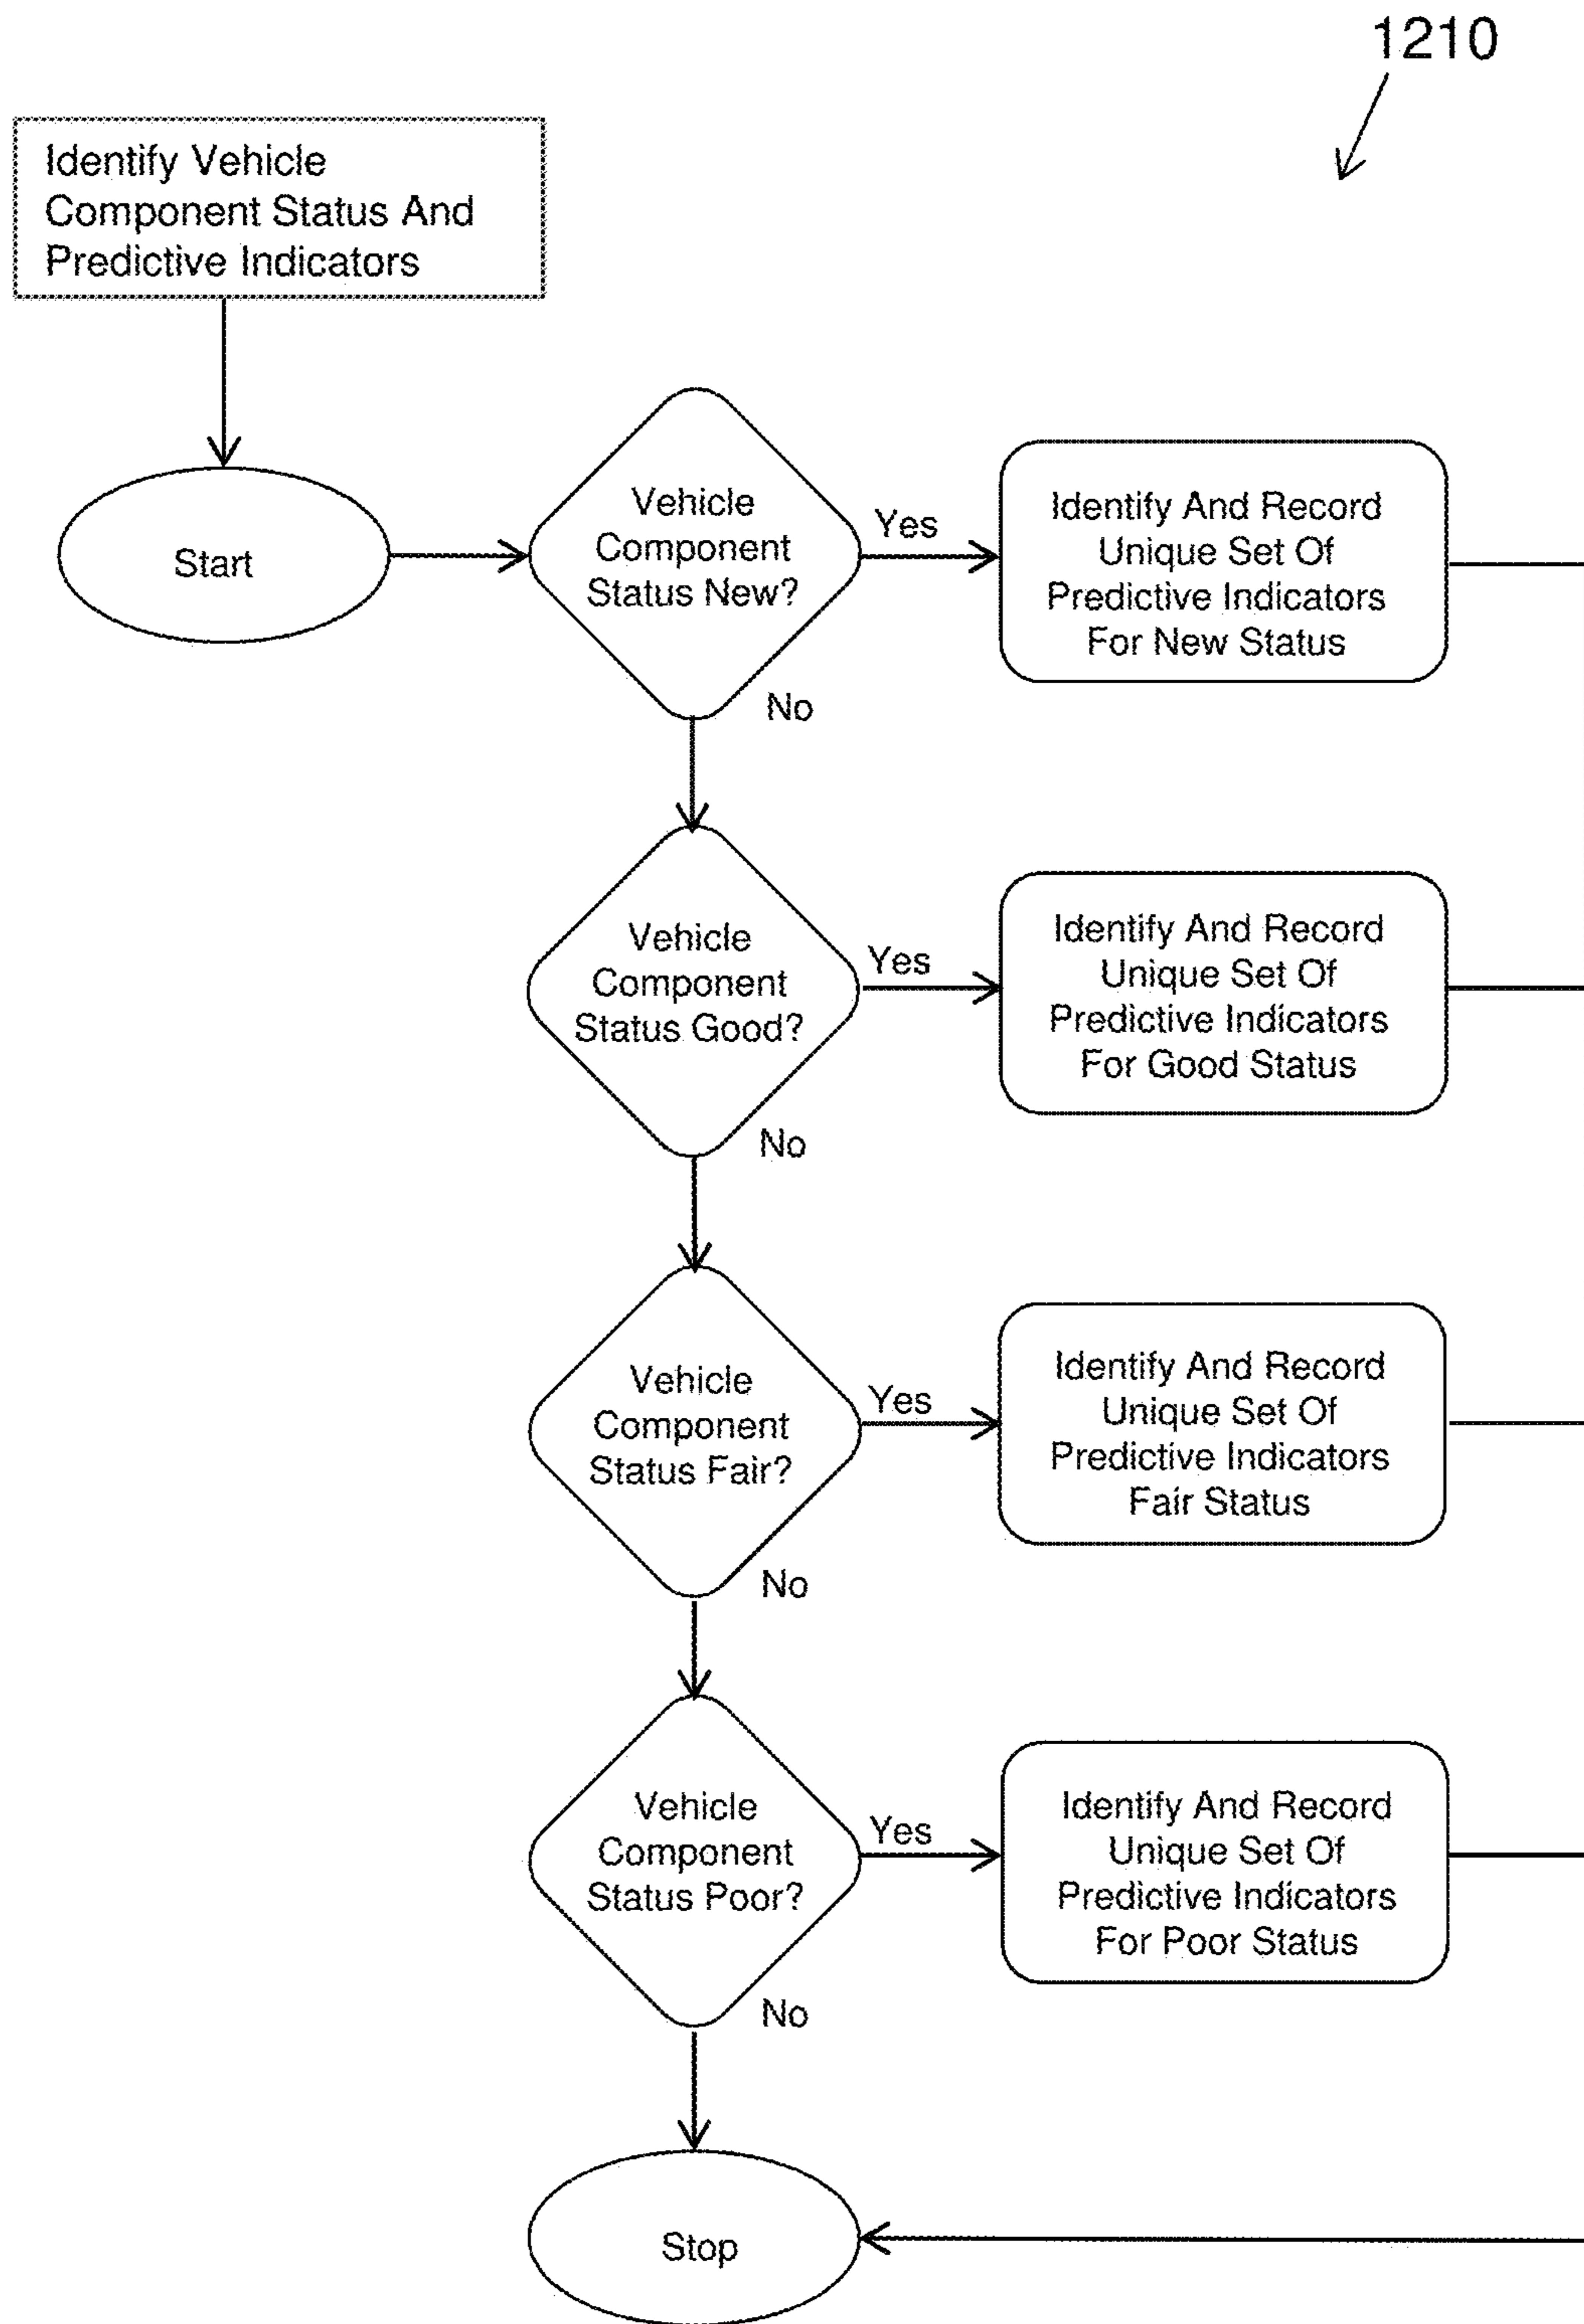 1210
Identify Vehicle
Component Status And
Predictive Indicators
Start
Vehicle
Component
Status New?
Yes
Identify And Record
Unique Set Of
Predictive Indicators
For New Status
No
Vehicle
Component
Status Good?
Yes
Identify And Record
Unique Set Of
Predictive Indicators
For Good Status
No
Vehicle
Component
Status Fair?
Yes
Identify And Record
Unique Set Of
Predictive Indicators
Fair Status
No
Vehicle
Component
Status Poor?
Yes
Identify And Record
Unique Set Of
Predictive Indicators
For Poor Status
No
Stop